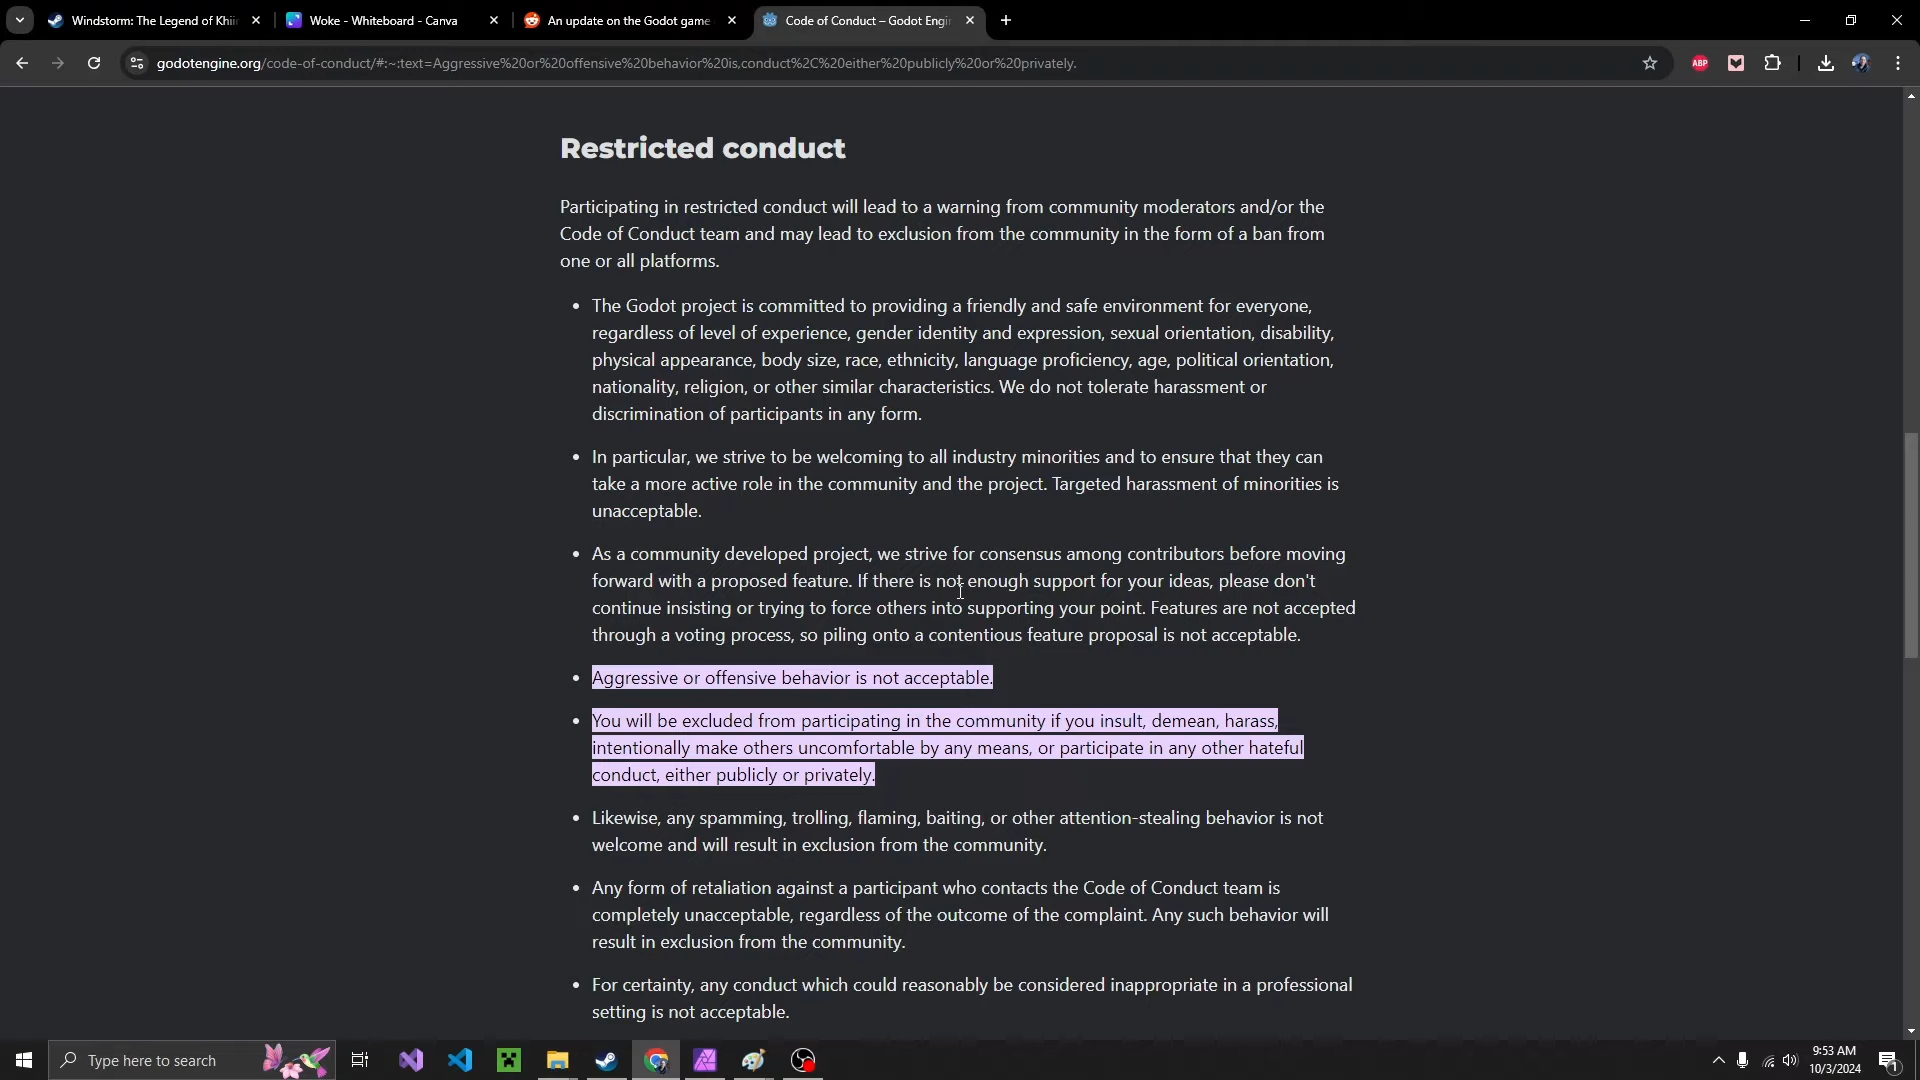 Windstorm: The Legend of Khii
Woke - Whiteboard - Canva
An update on the Godot game
Code of Conduct – Godot Engi
godotengine.org/code-of-conduct/#:~:text=Aggressive%20or%20offensive%20behavior%20is,conduct%2C%20either%20publicly%20or%20privately.
ABP
Restricted conduct
Participating in restricted conduct will lead to a warning from community moderators and/or the
Code of Conduct team and may lead to exclusion from the community in the form of a ban from
one or all platforms.
• The Godot project is committed to providing a friendly and safe environment for everyone,
regardless of level of experience, gender identity and expression, sexual orientation, disability,
physical appearance, body size, race, ethnicity, language proficiency, age, political orientation,
nationality, religion, or other similar characteristics. We do not tolerate harassment or
discrimination of participants in any form.
• In particular, we strive to be welcoming to all industry minorities and to ensure that they can
take a more active role in the community and the project. Targeted harassment of minorities is
unacceptable.
• As a community developed project, we strive for consensus among contributors before moving
forward with a proposed feature. If there is not enough support for your ideas, please don't
continue insisting or trying to force others into supporting your point. Features are not accepted
through a voting process, so piling onto a contentious feature proposal is not acceptable.
• Aggressive or offensive behavior is not acceptable.
• You will be excluded from participating in the community if you insult, demean, harass,
intentionally make others uncomfortable by any means, or participate in any other hateful
conduct, either publicly or privately.
• Likewise, any spamming, trolling, flaming, baiting, or other attention-stealing behavior is not
welcome and will result in exclusion from the community.
• Any form of retaliation against a participant who contacts the Code of Conduct team is
completely unacceptable, regardless of the outcome of the complaint. Any such behavior will
result in exclusion from the community.
• For certainty, any conduct which could reasonably be considered inappropriate in a professional
setting is not acceptable.
Type here to search
9:53 AM
10/3/2024
1